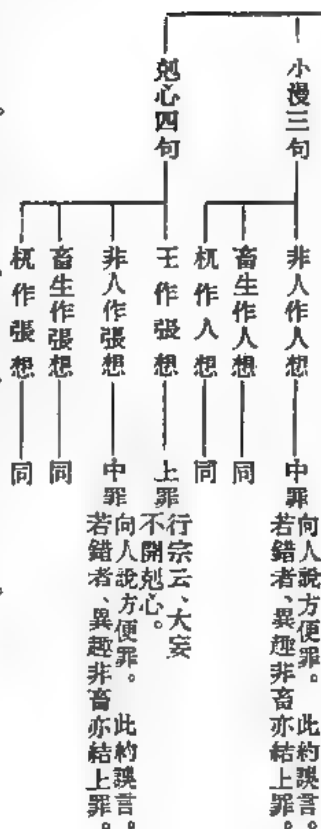 小漫三句
非人作人想 中罪
向人說方便罪。 此約誤言。
若錯者、異趣非畜亦結上罪。
畜生作人想 同
杌作人想 同
剋心四句
王作張想 上罪
行宗云、大妄
不開剋心。
非人作張想 中罪
向人說方便罪。 此約誤言。
若錯者、異趣非畜亦結上罪。
畜生作張想 同
杌作張想 同